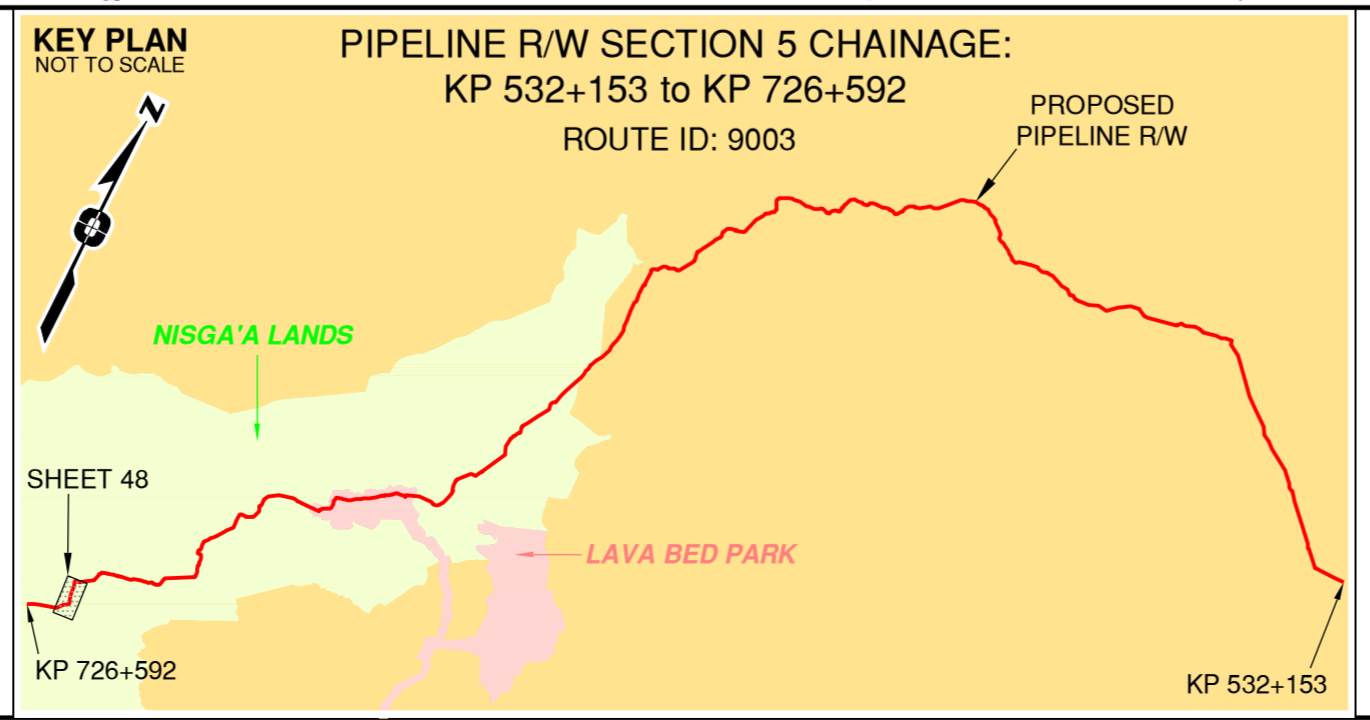 KEY PLAN
NOT TO SCALE
PIPELINE R/W SECTION 5 CHAINAGE:
KP 532+153 to KP 726+592
ROUTE ID: 9003
PROPOSED
PIPELINE R/W
N
NISGA'A LANDS
SHEET 48
LAVA BED PARK
KP 726+592
KP 532+153